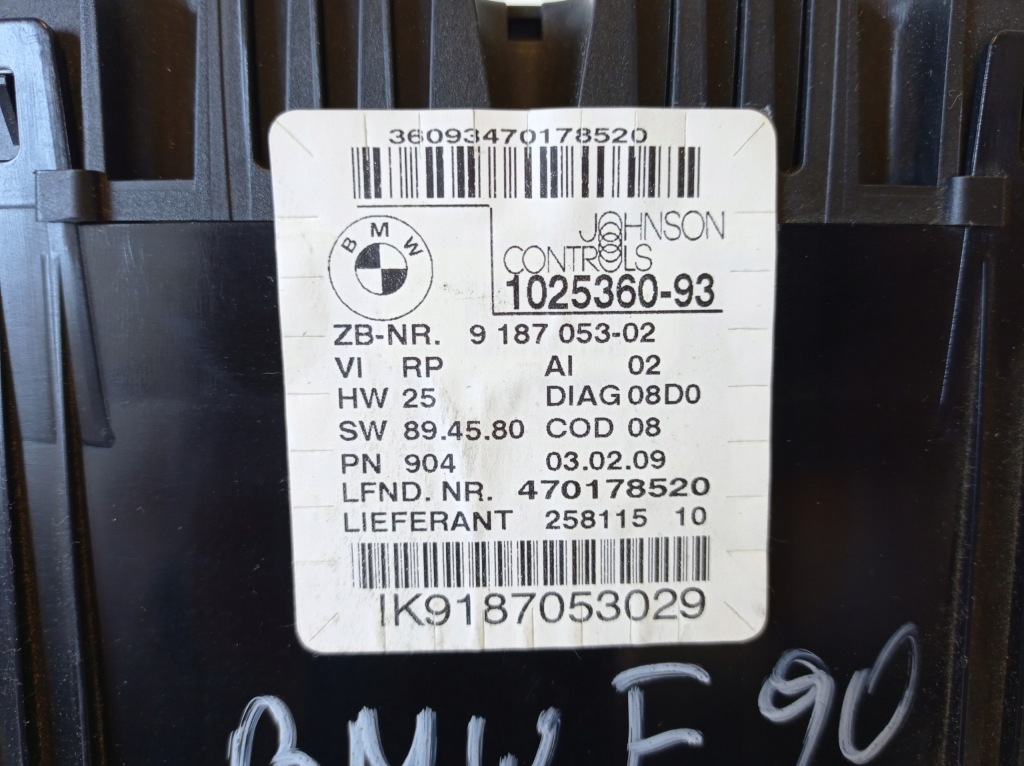 36093470178520
BMW
JOHNSON
CONTROLS
1025360-93
ZB-NR. 9 187 053-02
VI RP AI 02
HW 25 DIAG 08D0
SW 89.45.80 COD 08
PN 904 03.02.09
LFND. NR. 470178520
LIEFERANT 258115 10
IK9187053029
BMW E 90